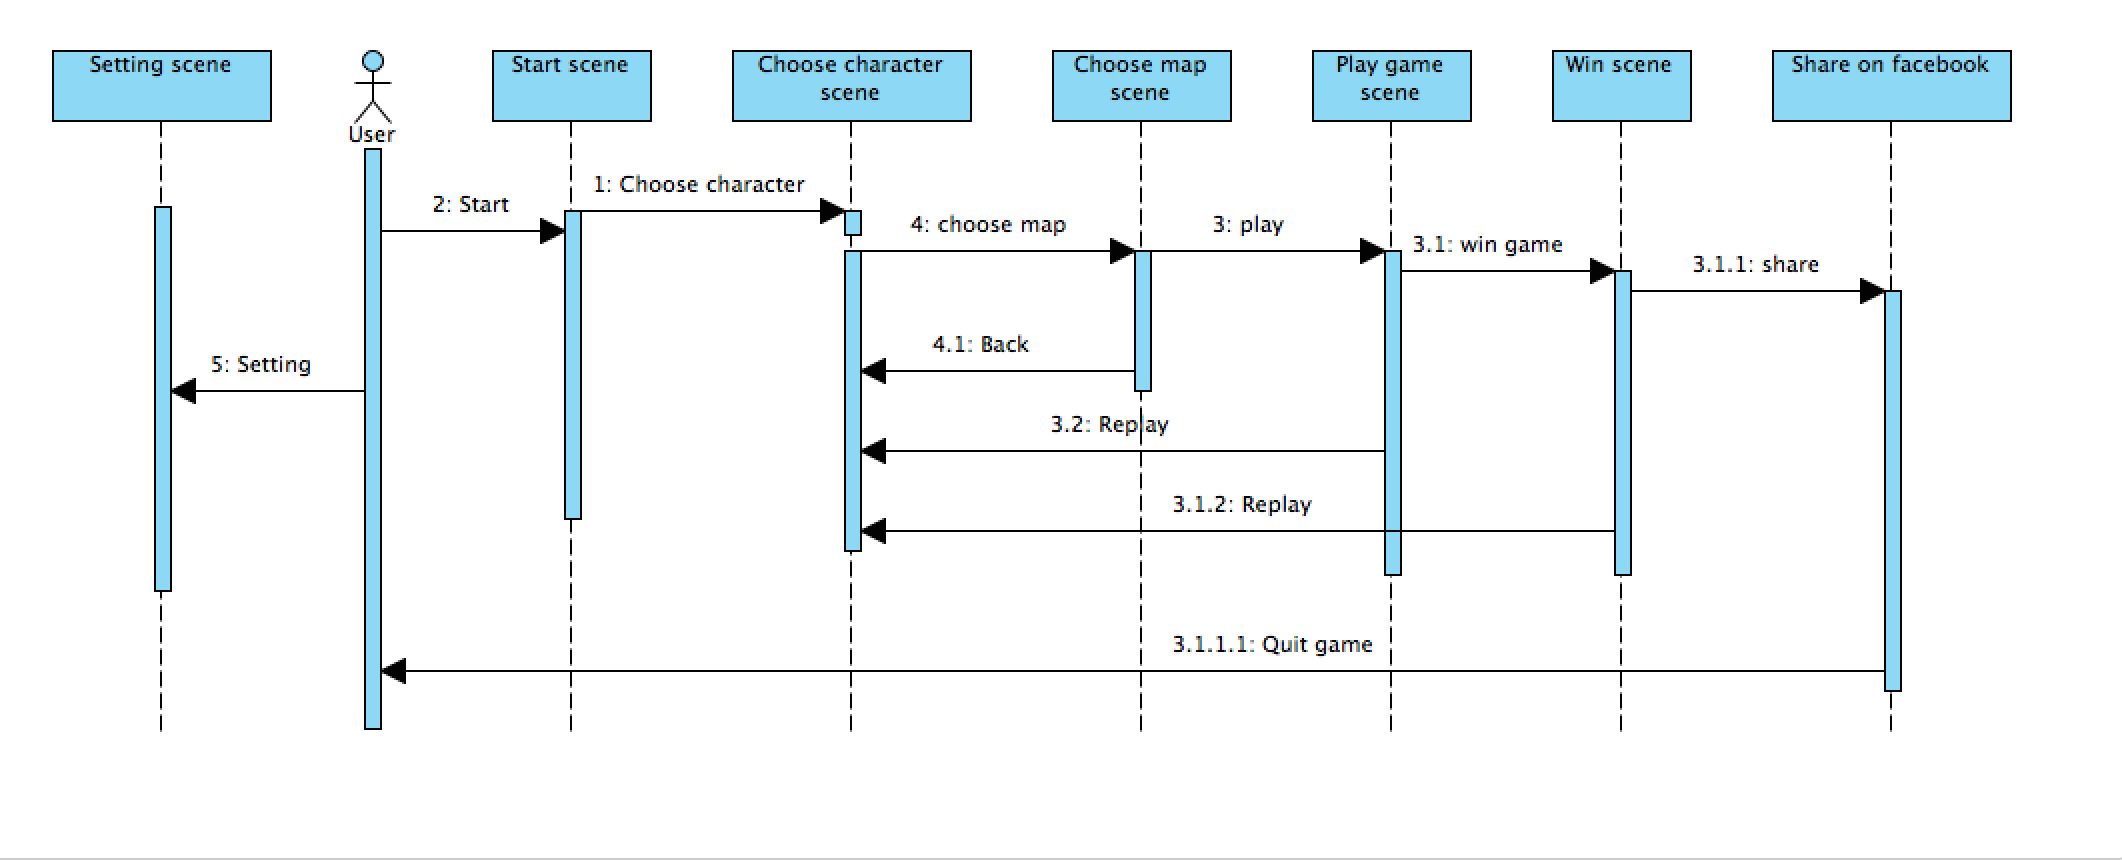 Setting scene
User
Start scene
Choose character
scene
Choose map
scene
Play game
scene
Win scene
Share on facebook
1: Choose character
2: Start
4: choose map
3: play
3.1: win game
3.1.1: share
4.1: Back
5: Setting
3.2: Replay
3.1.2: Replay
3.1.1.1: Quit game